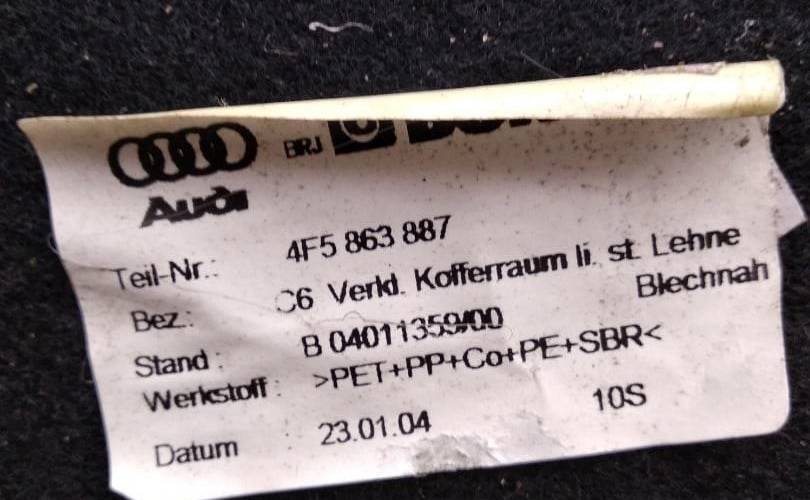 BRJ
Audi
Teil-Nr.: 4F5 863 887
Bez.: C6 Verkl. Kofferraum li. st. Lehne
Blechnah
Stand : B 04011359/00
Werkstoff : >PET+PP+Co+PE+SBR<
10S
Datum 23.01.04